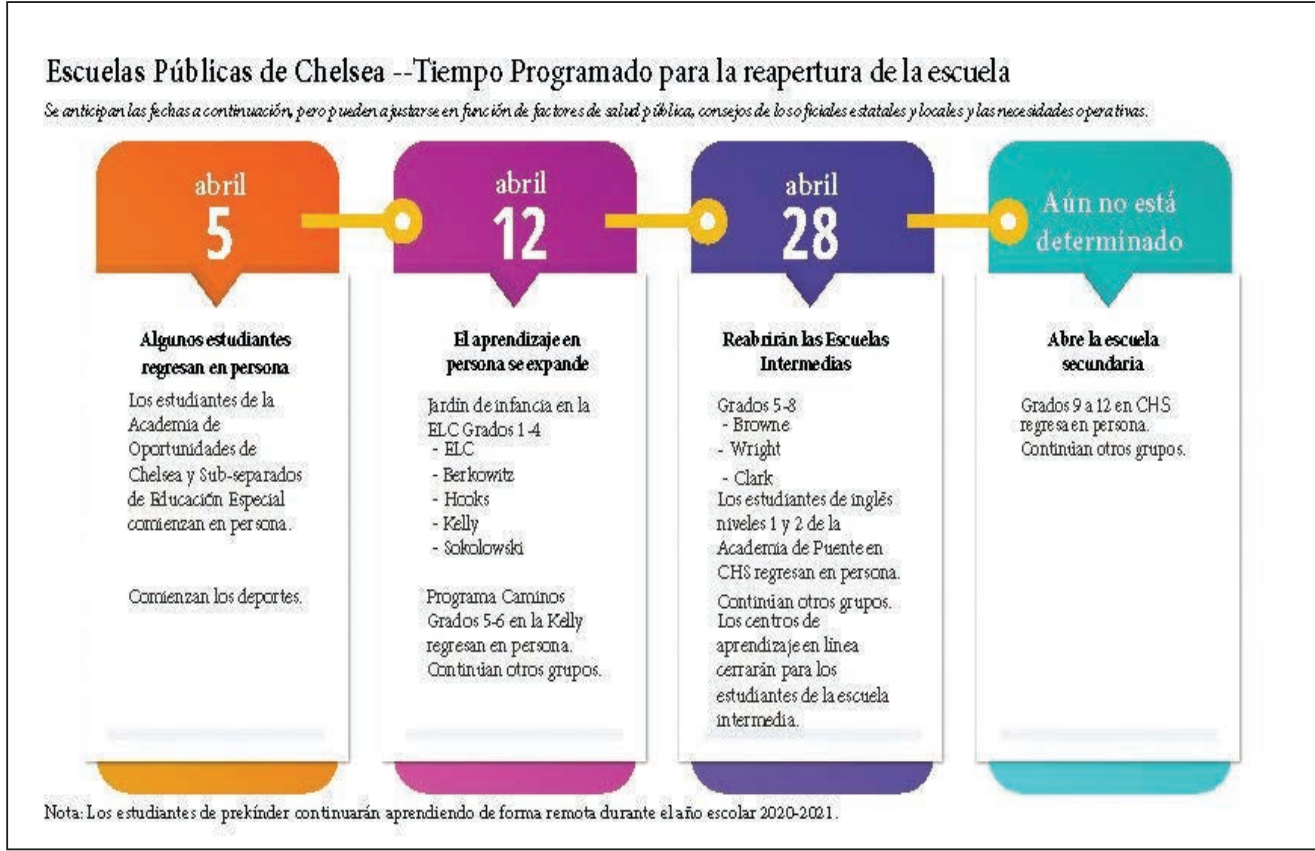 Escuelas Públicas de Chelsea --Tiempo Programado para la reapertura de la escuela
Se anticipan las fechas a continuación, pero pueden ajustarse en función de factores de salud pública, consejos de los oficiales estatales y locales y las necesidades operativas.
abril
5
Algunos estudiantes
regresan en persona
Los estudiantes de la
Academia de
Oportunidades de
Chelsea y Sub-separados
de Educación Especial
comienzan en persona.
Comienzan los deportes.
abril
12
El aprendizaje en
persona se expande
Jardín de infancia en la
ELC Grados 1-4
- ELC
- Berkowitz
- Hooks
- Kelly
- Sokolowski
Programa Caminos
Grados 5-6 en la Kelly
regresan en persona.
Continúan otros grupos.
abril
28
Reabrirán las Escuelas
Intermedias
Grados 5-8
- Browne
- Wright
- Clark
Los estudiantes de inglés
niveles 1 y 2 de la
Academia de Puente en
CHS regresan en persona.
Continúan otros grupos.
Los centros de
aprendizaje en línea
cerrarán para los
estudiantes de la escuela
intermedia.
Aún no está
determinado
Abre la escuela
secundaria
Grados 9 a 12 en CHS
regresa en persona.
Continúan otros grupos.
Nota: Los estudiantes de prekínder continuarán aprendiendo de forma remota durante el año escolar 2020-2021.